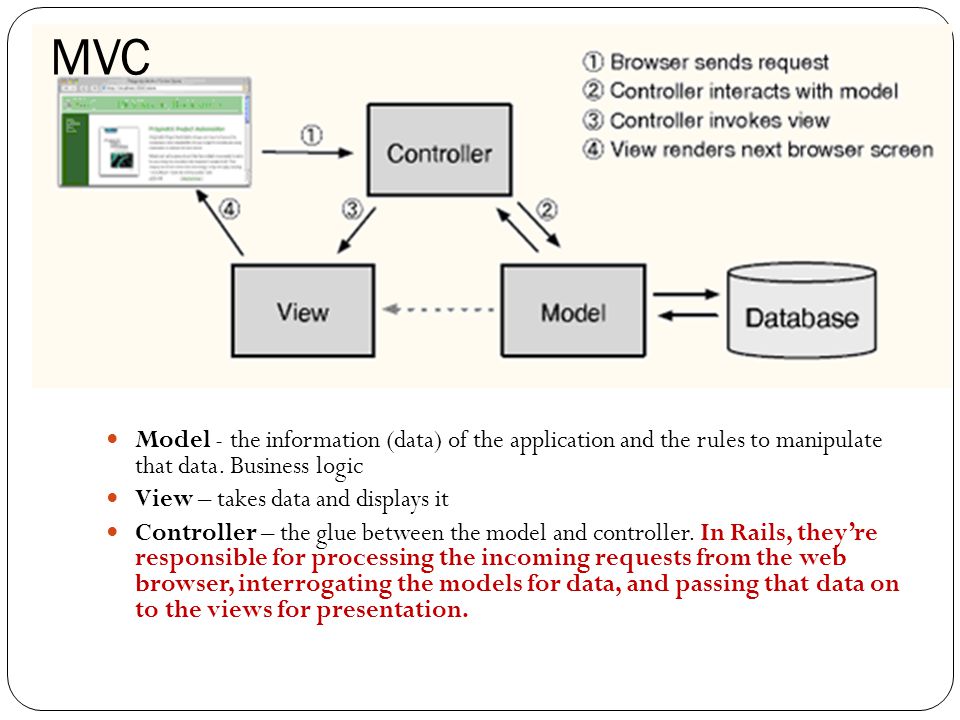 MVC
① Browser sends request
② Controller interacts with model
③ Controller invokes view
④ View renders next browser screen
①
Controller
④
③
②
View
Model
Database
• Model - the information (data) of the application and the rules to manipulate
that data. Business logic
• View – takes data and displays it
• Controller – the glue between the model and controller. In Rails, they’re
responsible for processing the incoming requests from the web
browser, interrogating the models for data, and passing that data on
to the views for presentation.